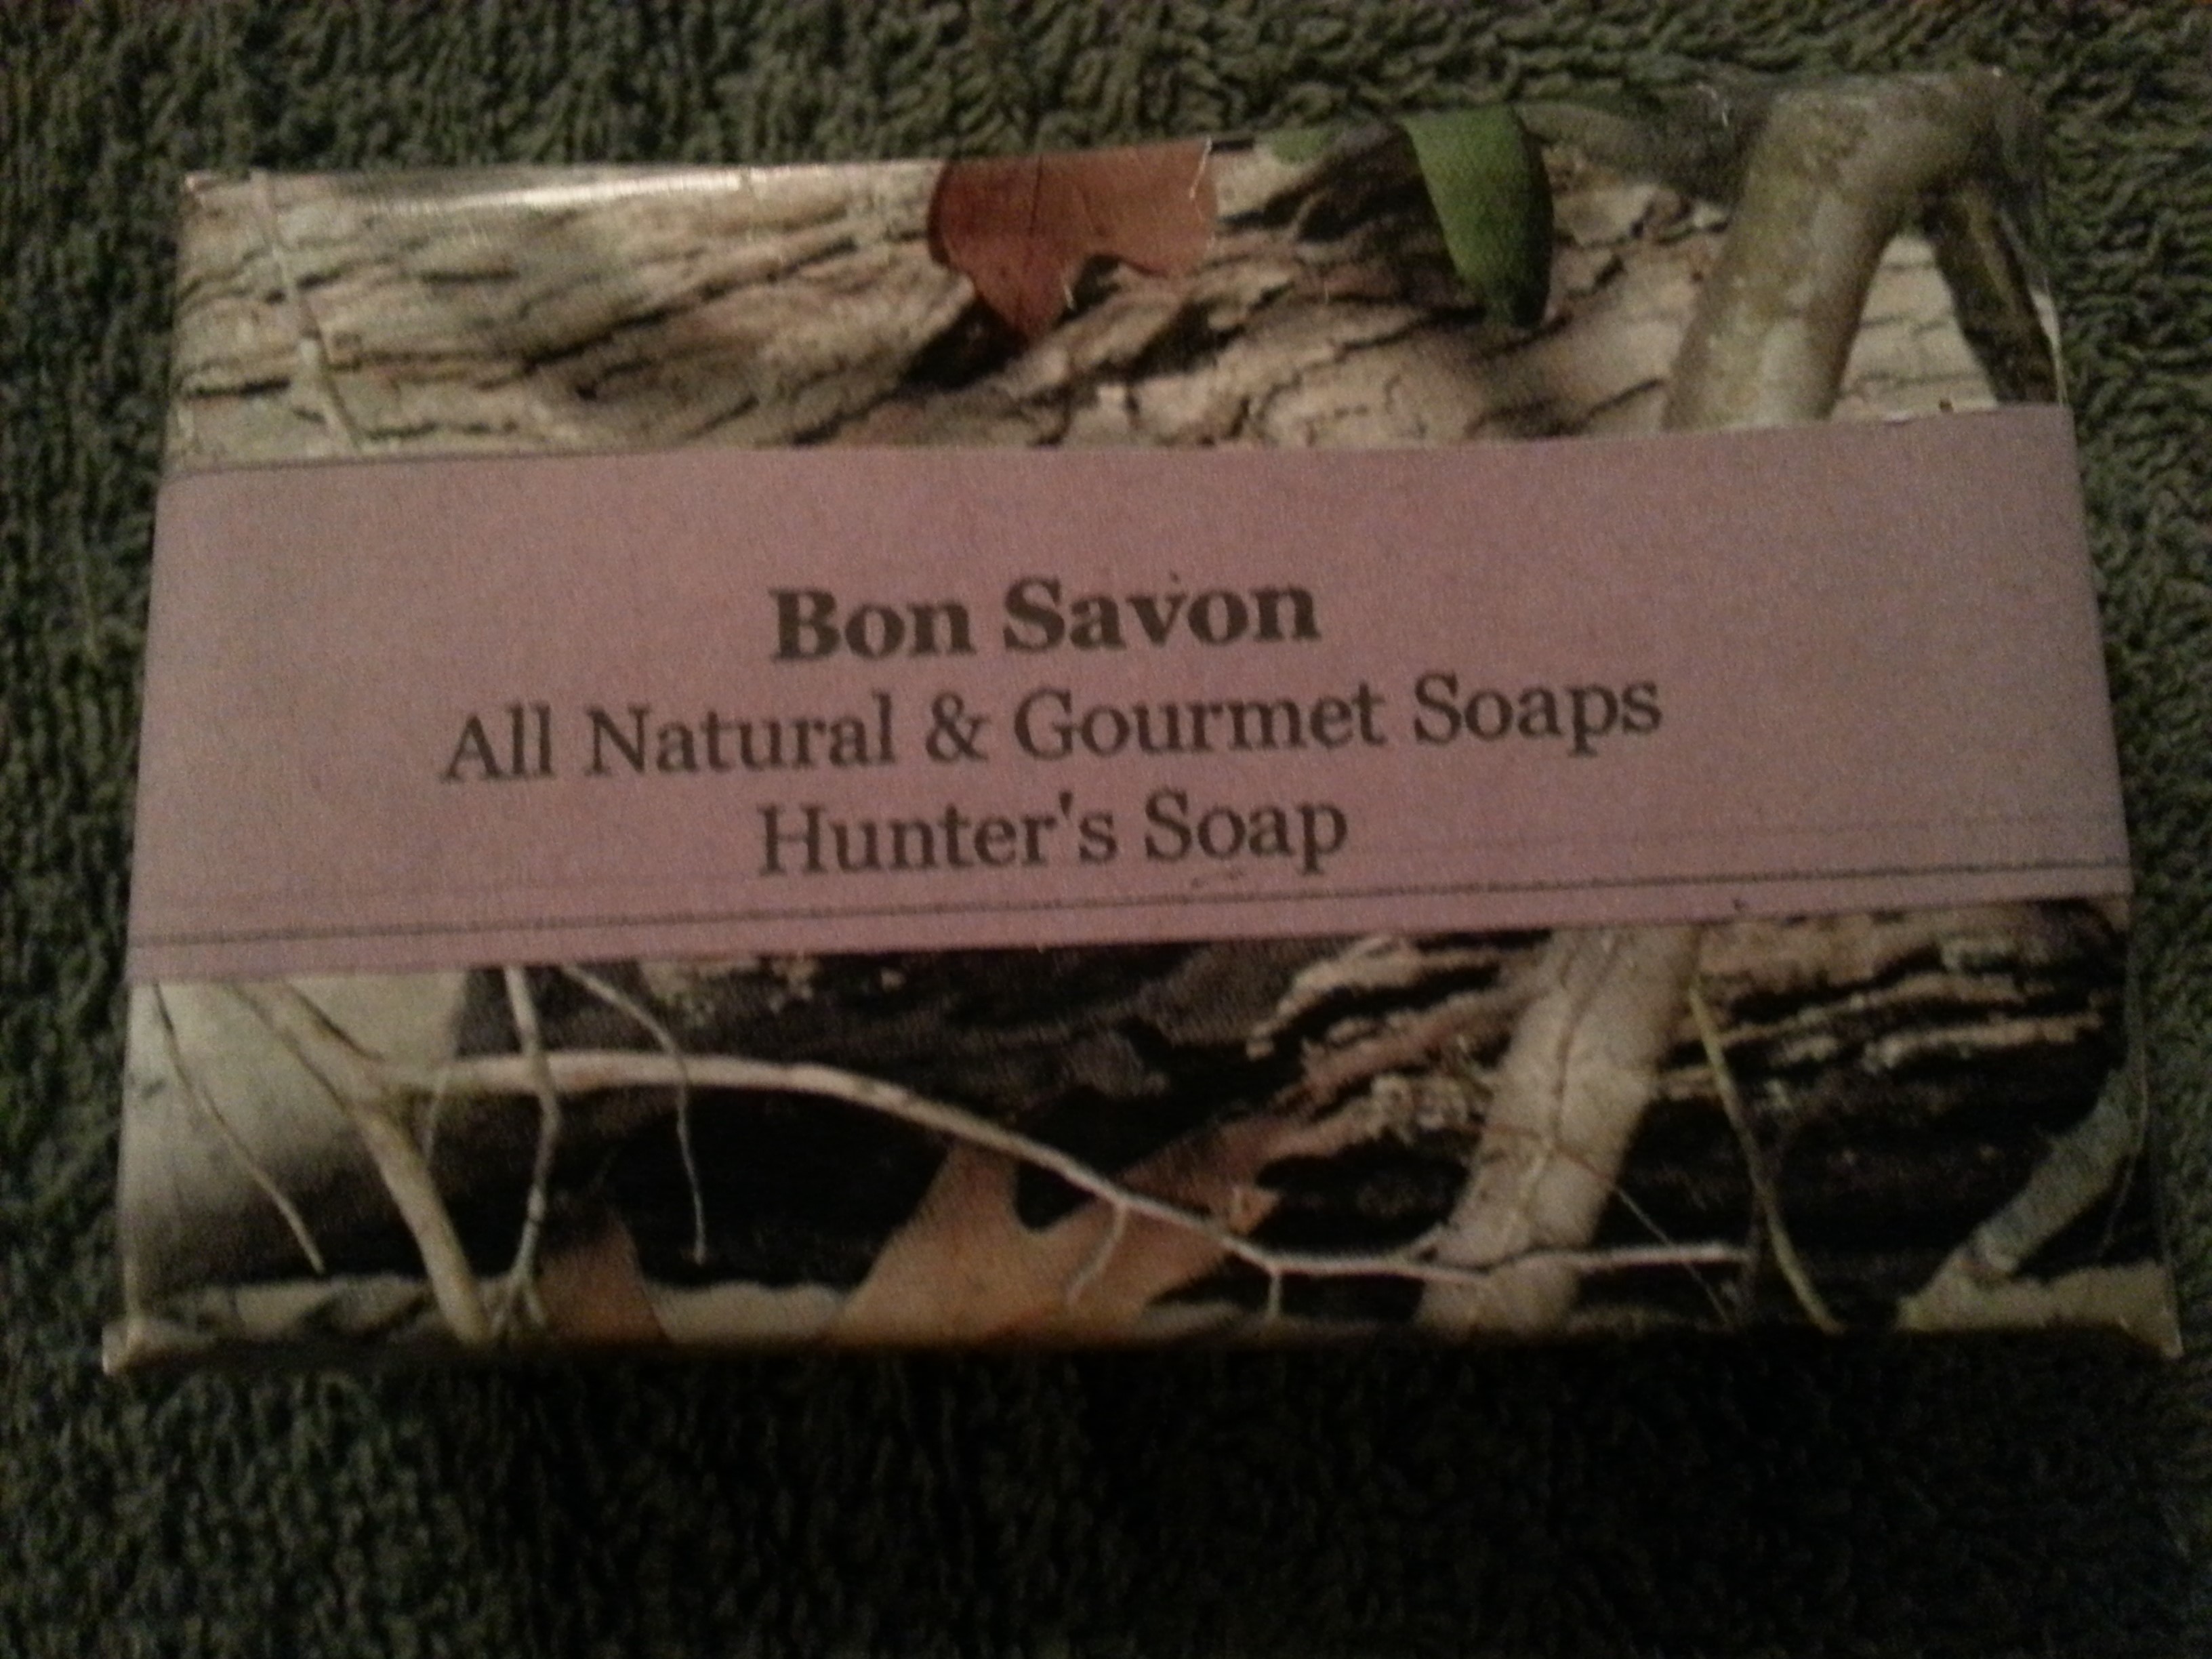 Bon Savon
All Natural & Gourmet Soaps
Hunter's Soap